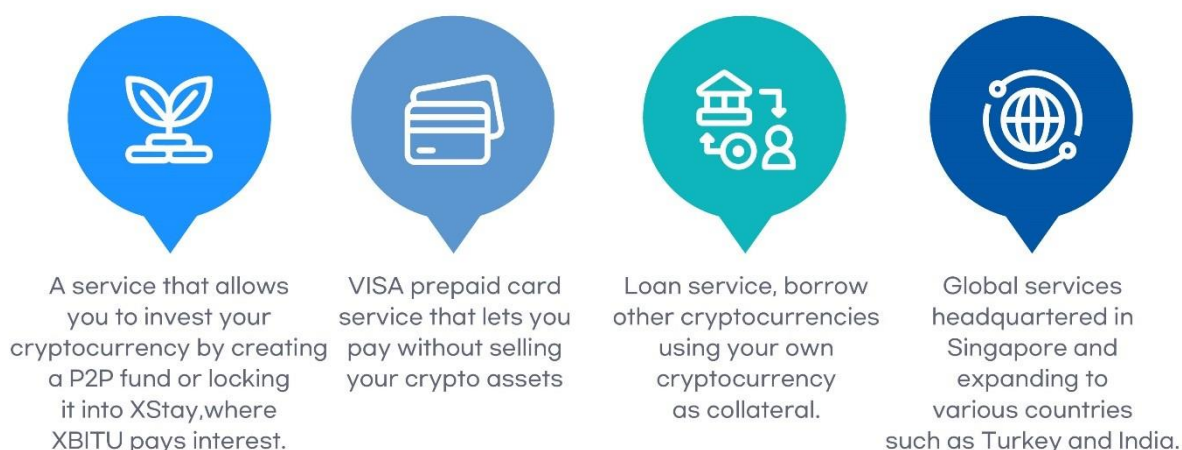 A service that allows
you to invest your
cryptocurrency by creating
a P2P fund or locking
it into XStay,where
XBITU pays interest.
VISA prepaid card
service that lets you
pay without selling
your crypto assets
Loan service, borrow
other cryptocurrencies
using your own
cryptocurrency
as collateral.
Global services
headquartered in
Singapore and
expanding to
various countries
such as Turkey and India.